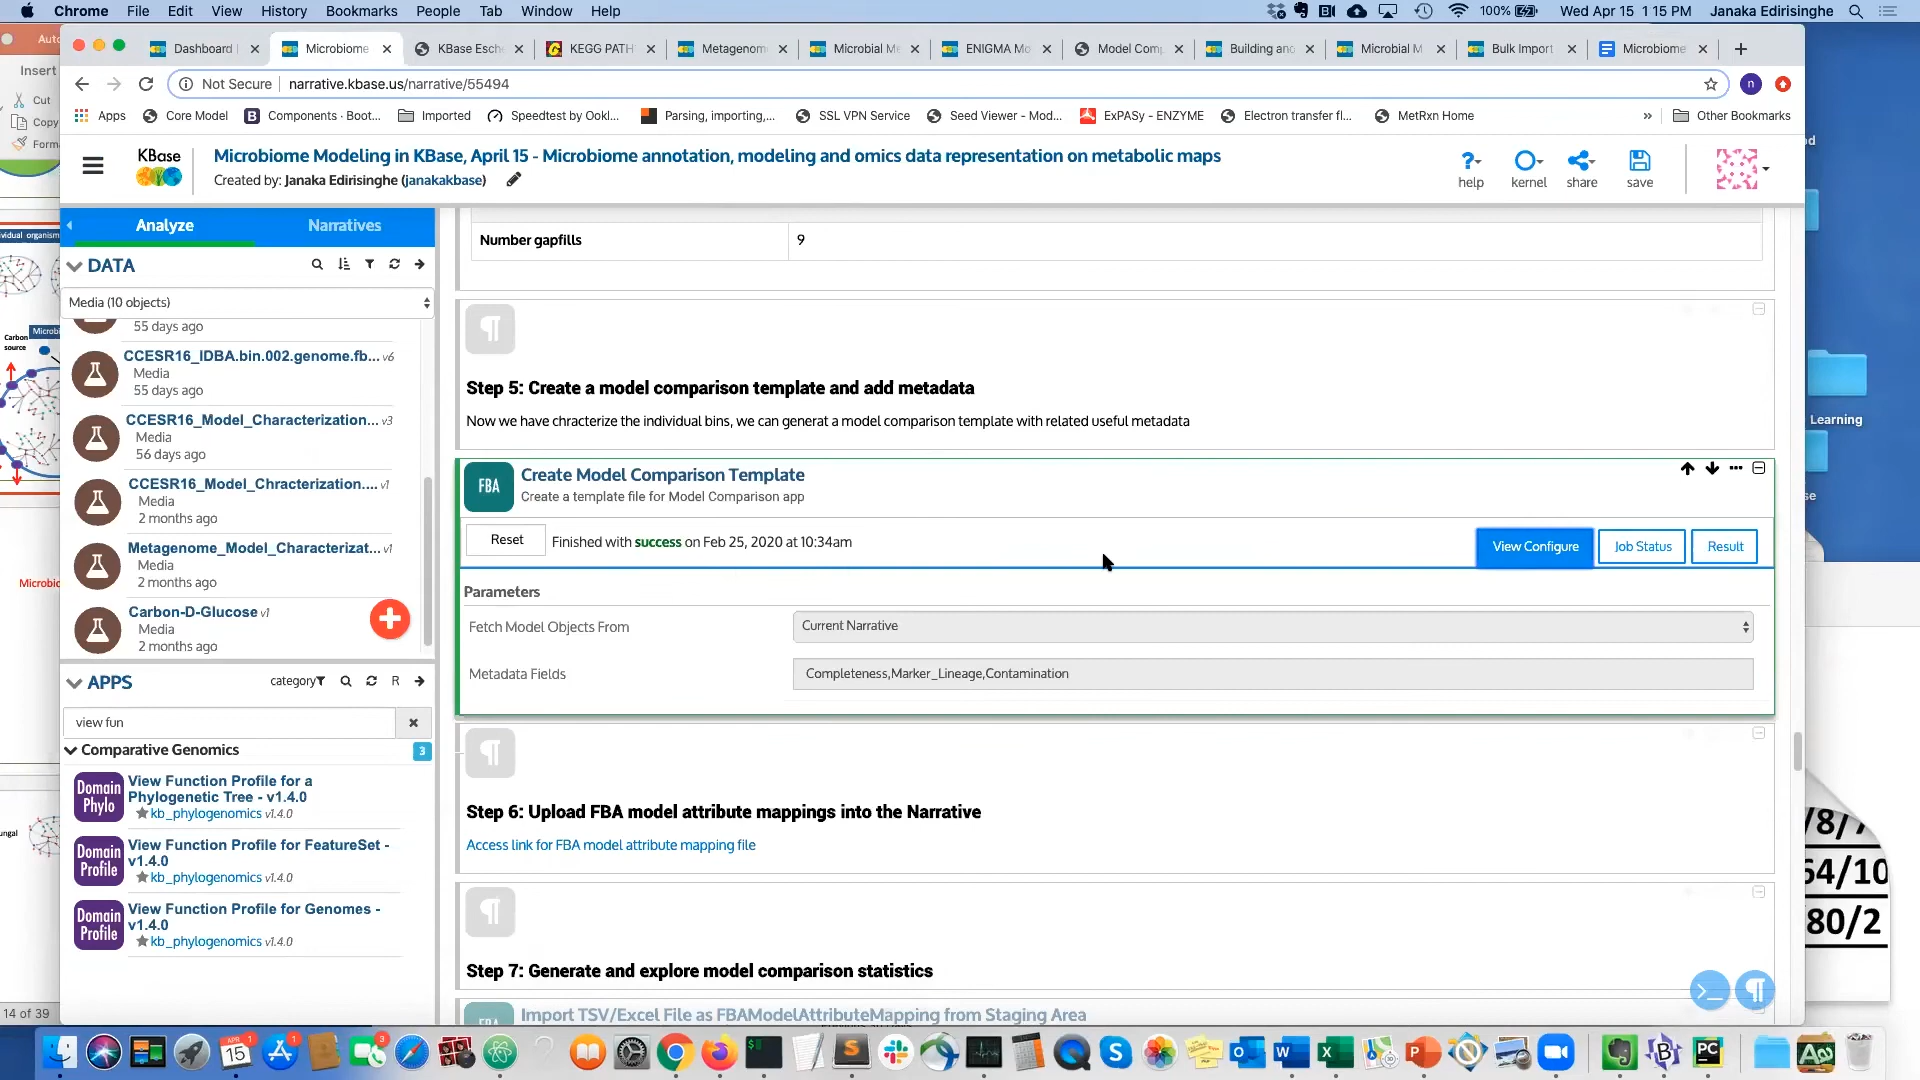 Chrome File Edit View History Bookmarks People Tab Window Help 100% Wed Apr 15 1 15 PM Janaka Edirisinghe
Dashboard Microbiome KBase Esch KEGG PATH Metagenom Microbial M ENIGMA Mo Model Com Building an Microbial M Bulk Import Microbiome
Not Secure narrative.kbase.us/narrative/55494 n
Apps Core Model Components · Boot... Imported Speedtest by Ookl... Parsing, importing,... SSL VPN Service Seed Viewer - Mod... ExPASy - ENZYME Electron transfer fl... MetRxn Home » Other Bookmarks
KBase
Microbiome Modeling in KBase, April 15 - Microbiome annotation, modeling and omics data representation on metabolic maps
Created by: Janaka Edirisinghe (janakakbase)
help kernel share save
Analyze Narratives
DATA
Media (10 objects)
55 days ago
CCESR16_IDBA.bin.002.genome.fb... v6
Media
55 days ago
CCESR16_Model_Characterization... v3
Media
56 days ago
CCESR16_Model_Chracterization.... v1
Media
2 months ago
Metagenome_Model_Characterizat... v1
Media
2 months ago
Carbon-D-Glucose v1
Media
2 months ago
APPS category R
view fun
Comparative Genomics 3
Domain Phylo
View Function Profile for a
Phylogenetic Tree - v1.4.0
kb_phylogenomics v1.4.0
Domain Profile
View Function Profile for FeatureSet -
v1.4.0
kb_phylogenomics v1.4.0
Domain Profile
View Function Profile for Genomes -
v1.4.0
kb_phylogenomics v1.4.0
Number gapfills 9
Step 5: Create a model comparison template and add metadata
Now we have chrcterize the individual bins, we can generat a model comparison template with related useful metadata
FBA
Create Model Comparison Template
Create a template file for Model Comparison app
Reset Finished with success on Feb 25, 2020 at 10:34am View Configure Job Status Result
Parameters
Fetch Model Objects From Current Narrative
Metadata Fields Completeness,Marker_Lineage,Contamination
Step 6: Upload FBA model attribute mappings into the Narrative
Access link for FBA model attribute mapping file
Step 7: Generate and explore model comparison statistics
Import TSV/Excel File as FBAModelAttributeMapping from Staging Area
Insert
Cut
Copy
Carbon
source
14 of 39
Learning
64/10
80/2